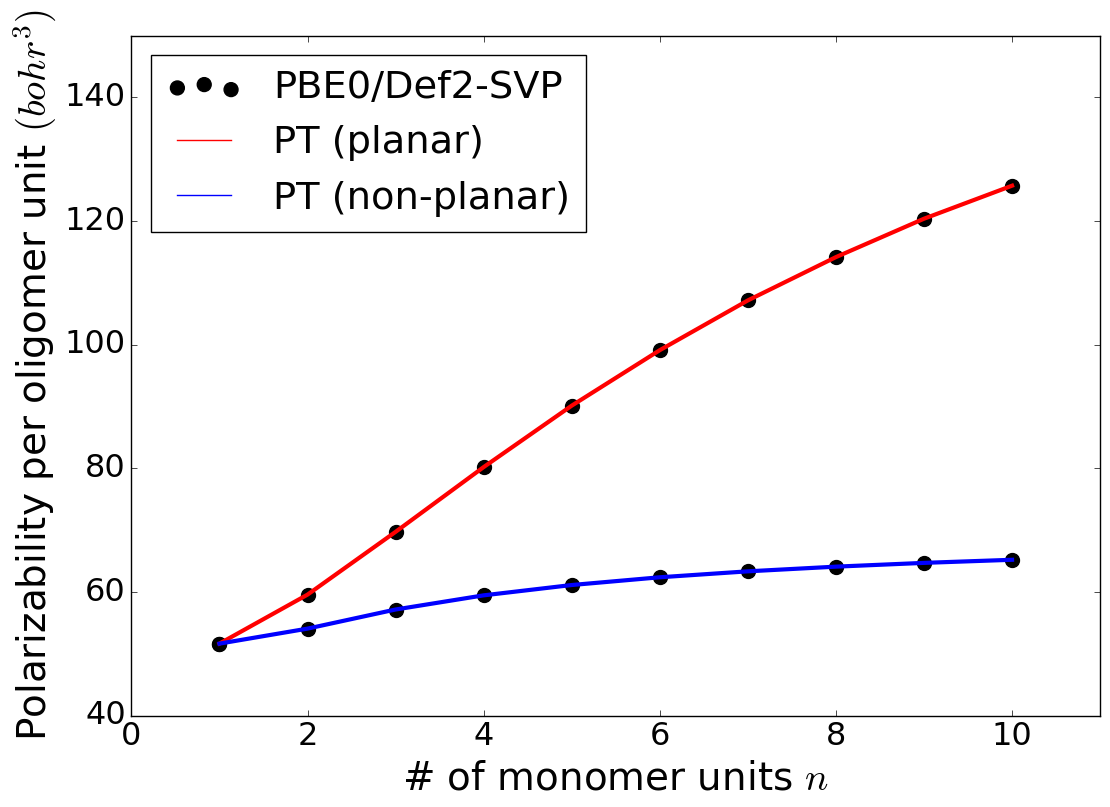 Polarizability per oligomer unit (bohr³)
140
120
100
80
60
40
PBE0/Def2-SVP
PT (planar)
PT (non-planar)
0 2 4 6 8 10
# of monomer units n